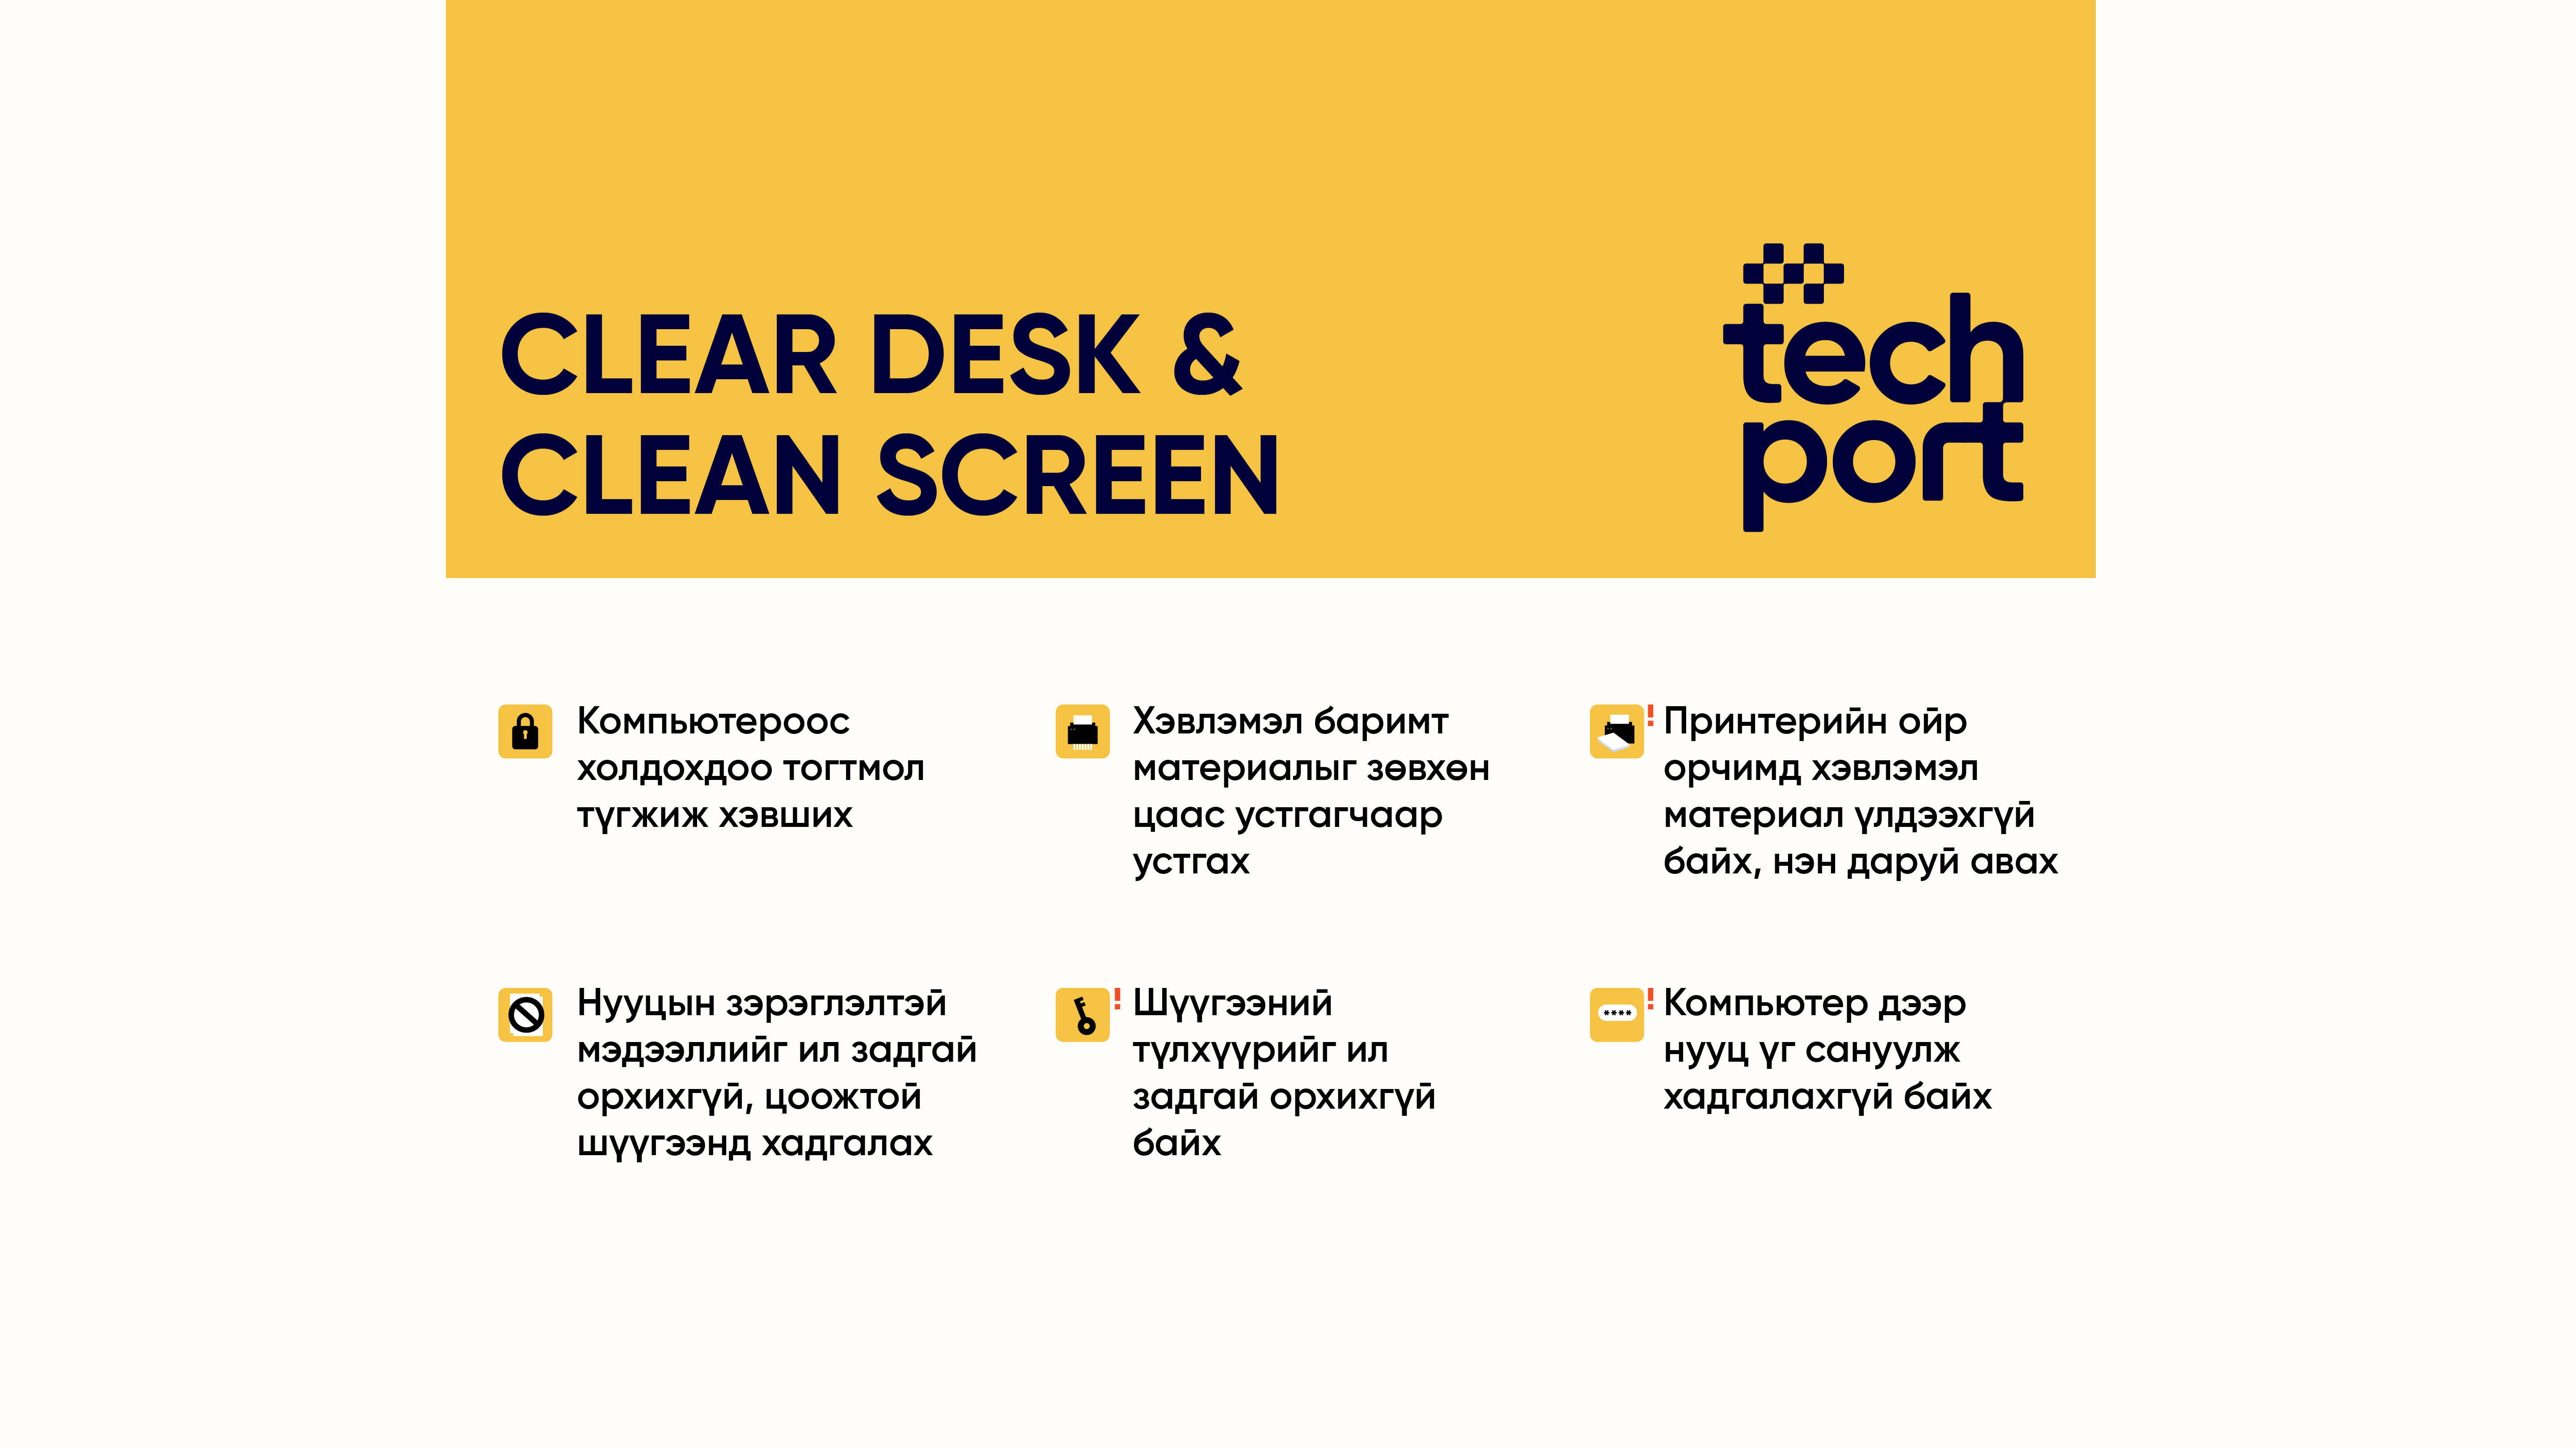 CLEAR DESK &
CLEAN SCREEN
tech
port
Компьютероос
холдохдоо тогтмол
түгжиж хэвших
Хэвлэмэл баримт
материалыг зөвхөн
цаас устгагчаар
устгах
! Принтерийн ойр
орчимд хэвлэмэл
материал үлдээхгүй
байх, нэн даруй авах
Нууцын зэрэглэлтэй
мэдээллийг ил задгай
орхихгүй, цоожтой
шүүгээнд хадгалах
! Шүүгээний
түлхүүрийг ил
задгай орхихгүй
байх
****
! Компьютер дээр
нууц үг сануулж
хадгалахгүй байх